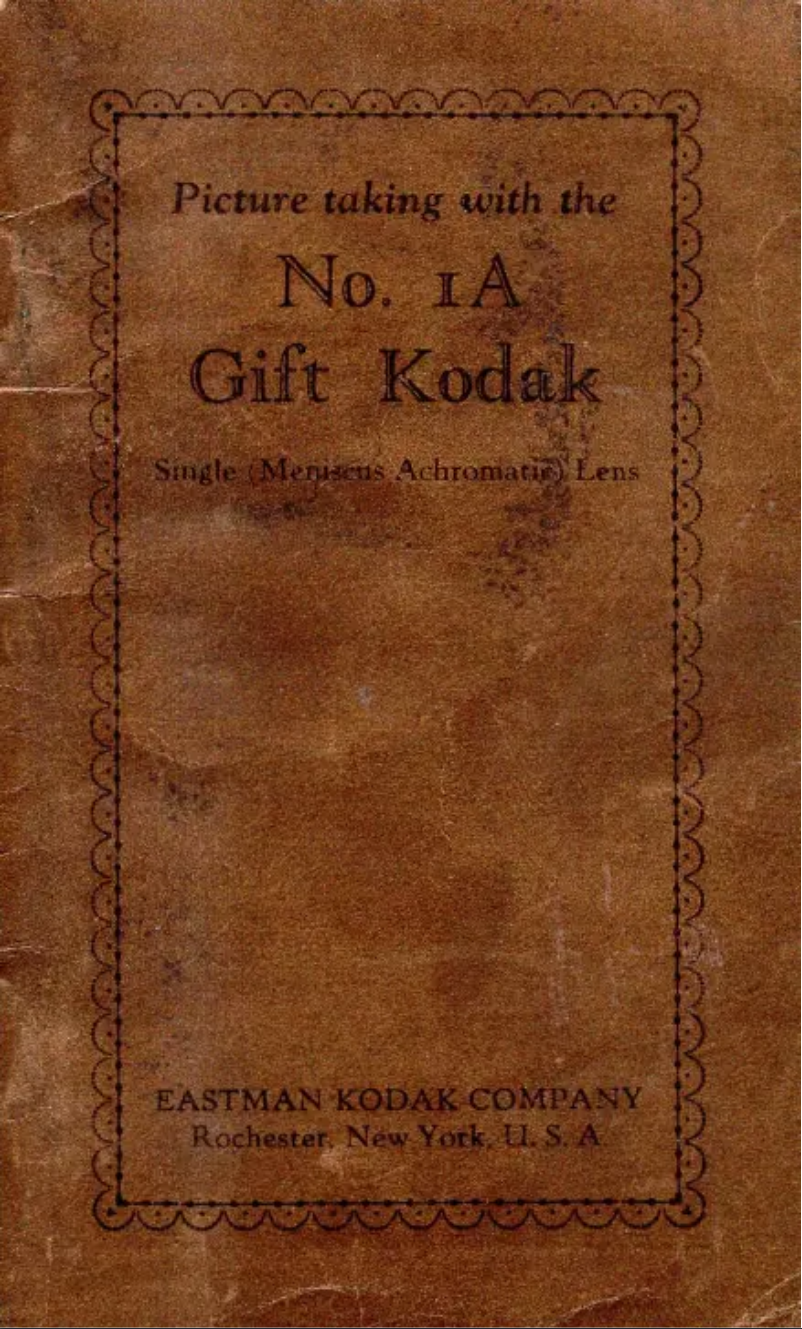 Picture taking with the
No. 1A
Gift Kodak
Single (Meniscus Achromatic) Lens
EASTMAN KODAK COMPANY
Rochester, New York, U. S. A.